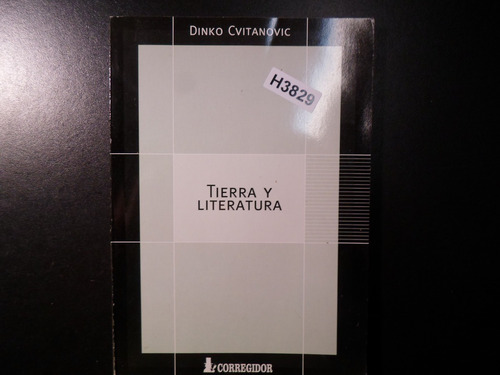 DINKO CVITANOVIC
H3829
TIERRA Y
LITERATURA
CORREGIDOR